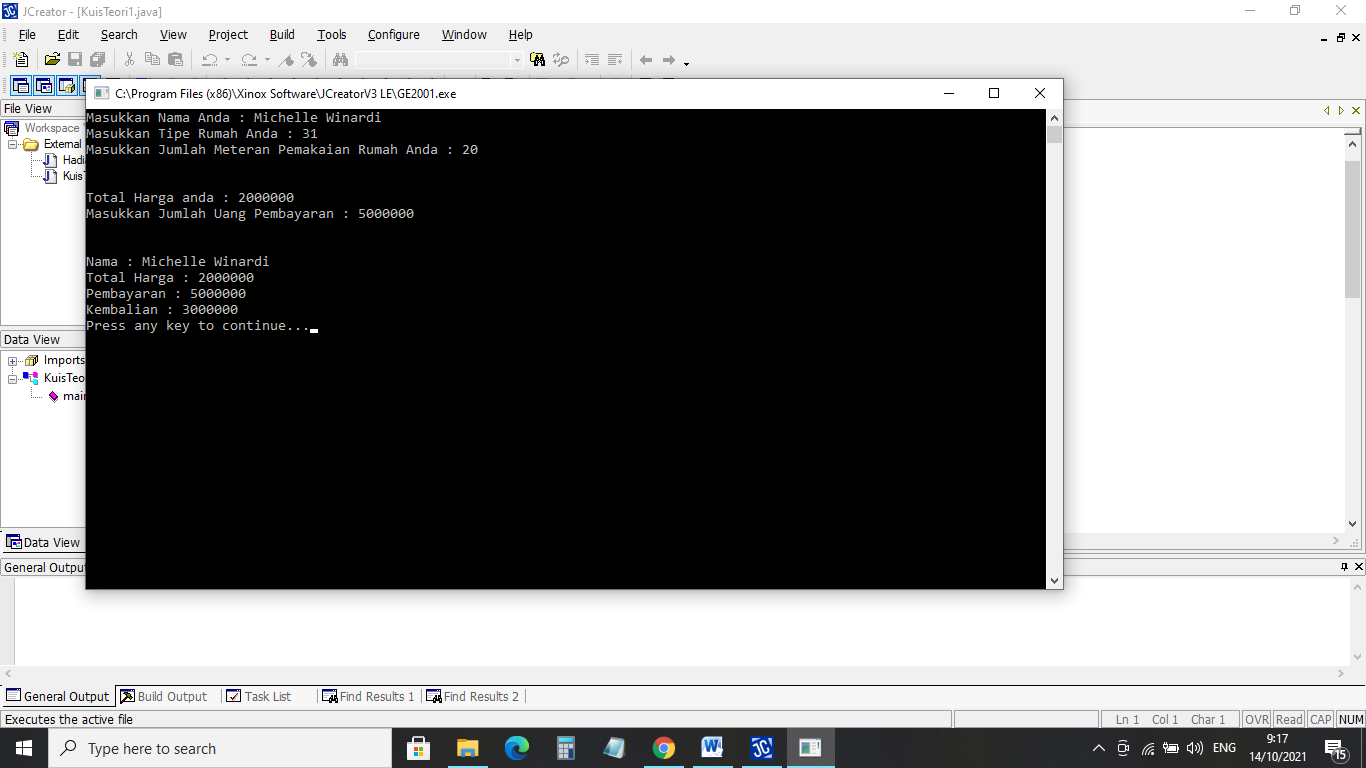 JCreator - [KuisTeori1.java]
File Edit Search View Project Build Tools Configure Window Help
C:\Program Files (x86)\Xinox Software\JCreatorV3 LE\GE2001.exe
File View
Workspace
External
Hadi
KuisT
Masukkan Nama Anda : Michelle Winardi
Masukkan Tipe Rumah Anda : 31
Masukkan Jumlah Meteran Pemakaian Rumah Anda : 20
Total Harga anda : 2000000
Masukkan Jumlah Uang Pembayaran : 5000000
Nama : Michelle Winardi
Total Harga : 2000000
Pembayaran : 5000000
Kembalian : 3000000
Press any key to continue...
Data View
Imports
KuisTeo
main
Data View
General Output
General Output Build Output Task List Find Results 1 Find Results 2
Executes the active file
Ln 1 Col 1 Char 1 OVR Read CAP NUM
Type here to search
ENG
9:17
14/10/2021
15